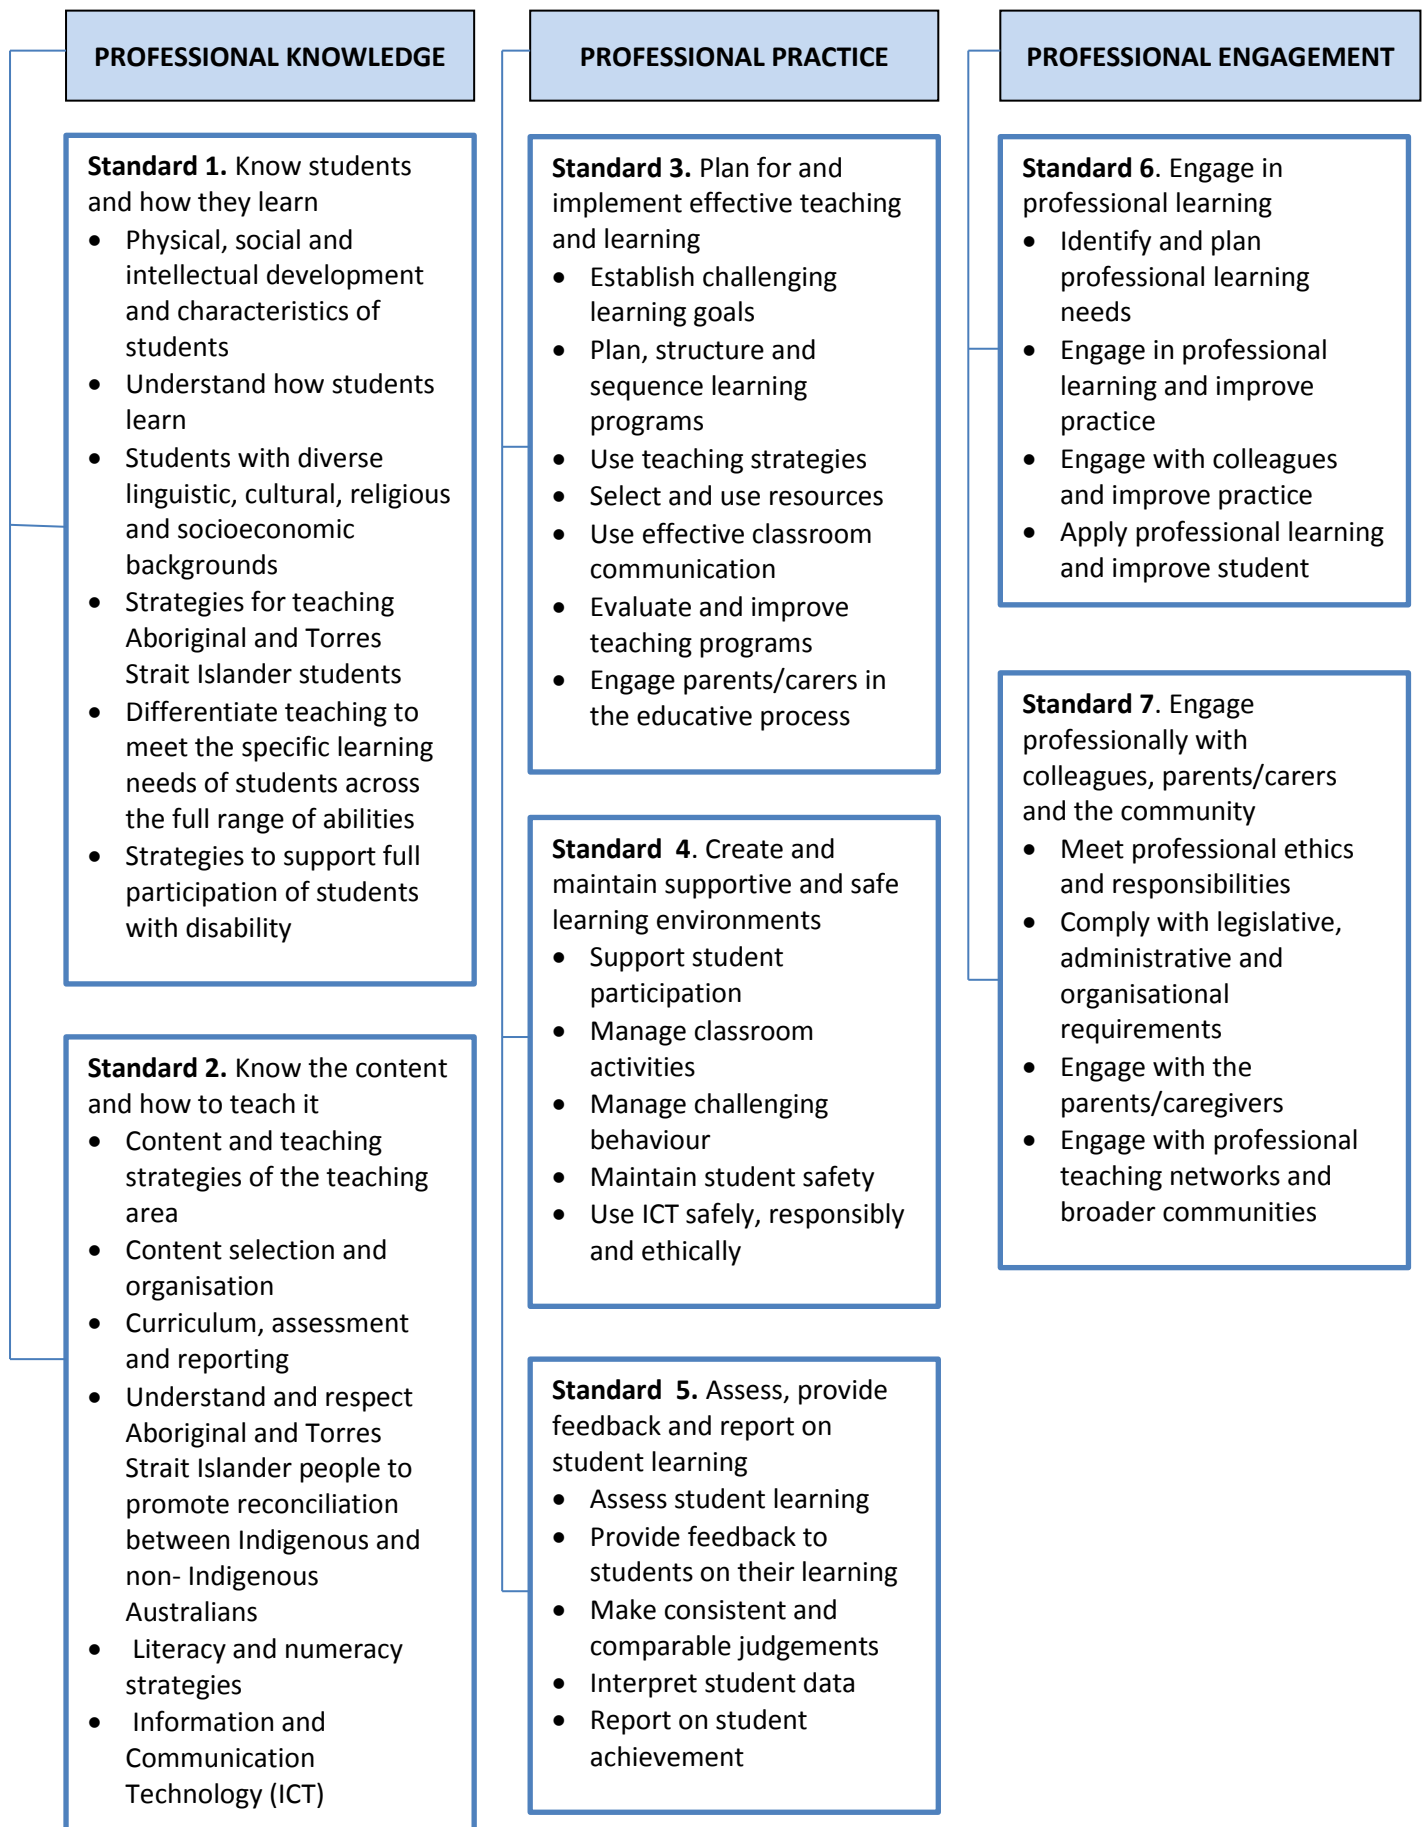 PROFESSIONAL KNOWLEDGE
Standard 1. Know students
and how they learn
• Physical, social and
intellectual development
and characteristics of
students
• Understand how students
learn
• Students with diverse
linguistic, cultural, religious
and socioeconomic
backgrounds
• Strategies for teaching
Aboriginal and Torres
Strait Islander students
• Differentiate teaching to
meet the specific learning
needs of students across
the full range of abilities
• Strategies to support full
participation of students
with disability
Standard 2. Know the content
and how to teach it
• Content and teaching
strategies of the teaching
area
• Content selection and
organisation
• Curriculum, assessment
and reporting
• Understand and respect
Aboriginal and Torres
Strait Islander people to
promote reconciliation
between Indigenous and
non- Indigenous
Australians
• Literacy and numeracy
strategies
• Information and
Communication
Technology (ICT)
PROFESSIONAL PRACTICE
Standard 3. Plan for and
implement effective teaching
and learning
• Establish challenging
learning goals
• Plan, structure and
sequence learning
programs
• Use teaching strategies
• Select and use resources
• Use effective classroom
communication
• Evaluate and improve
teaching programs
• Engage parents/carers in
the educative process
Standard 4. Create and
maintain supportive and safe
learning environments
• Support student
participation
• Manage classroom
activities
• Manage challenging
behaviour
• Maintain student safety
• Use ICT safely, responsibly
and ethically
Standard 5. Assess, provide
feedback and report on
student learning
• Assess student learning
• Provide feedback to
students on their learning
• Make consistent and
comparable judgements
• Interpret student data
• Report on student
achievement
PROFESSIONAL ENGAGEMENT
Standard 6. Engage in
professional learning
• Identify and plan
professional learning
needs
• Engage in professional
learning and improve
practice
• Engage with colleagues
and improve practice
• Apply professional learning
and improve student
Standard 7. Engage
professionally with
colleagues, parents/carers
and the community
• Meet professional ethics
and responsibilities
• Comply with legislative,
administrative and
organisational
requirements
• Engage with the
parents/caregivers
• Engage with professional
teaching networks and
broader communities